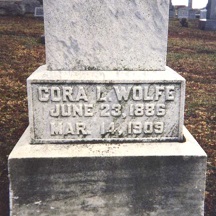 CORA I. WOLFE
JUNE 23, 1886
MAR. 14, 1909